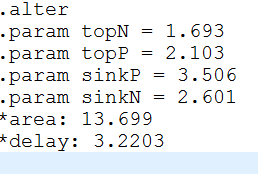 .alter
.param topN = 1.693
.param topP = 2.103
.param sinkP = 3.506
.param sinkN = 2.601
*area: 13.699
*delay: 3.2203